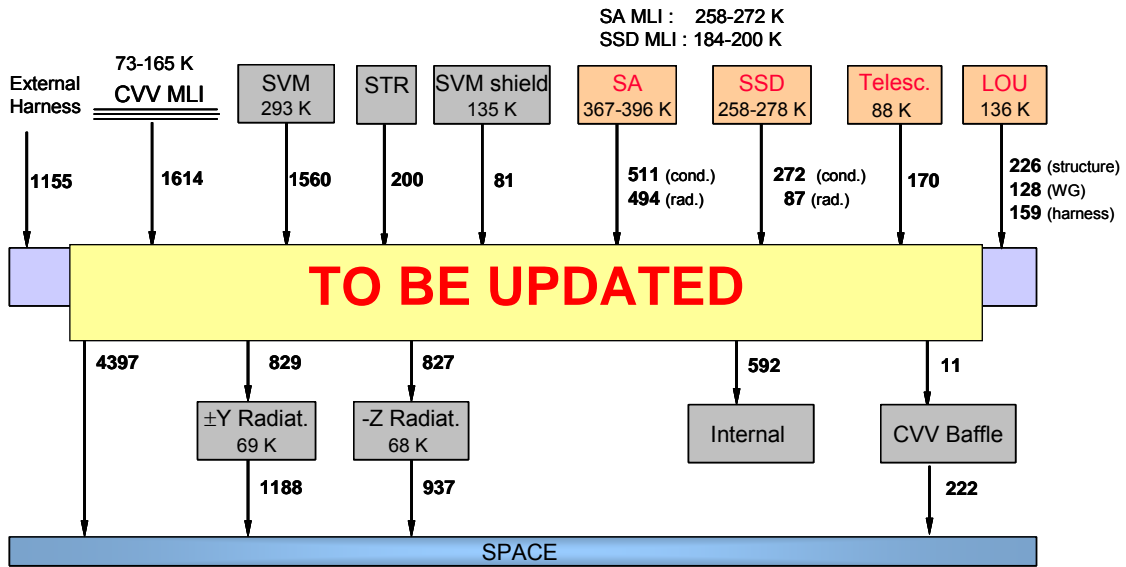 SA MLI : 258-272 K
SSD MLI : 184-200 K
External
Harness
73-165 K
CVV MLI
SVM
293 K
STR
SVM shield
135 K
SA
367-396 K
SSD
258-278 K
Telesc.
88 K
LOU
136 K
1155
1614
1560
200
81
511 (cond.)
494 (rad.)
272 (cond.)
87 (rad.)
170
226 (structure)
128 (WG)
159 (harness)
TO BE UPDATED
4397
829
827
592
11
±Y Radiat.
69 K
-Z Radiat.
68 K
Internal
CVV Baffle
1188
937
222
SPACE